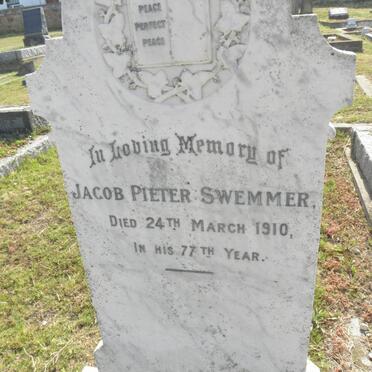 PEACE
PERFECT
PEACE
In Loving Memory of
JACOB PIETER SWEMMER.
DIED 24TH MARCH 1910,
IN HIS 77TH YEAR.